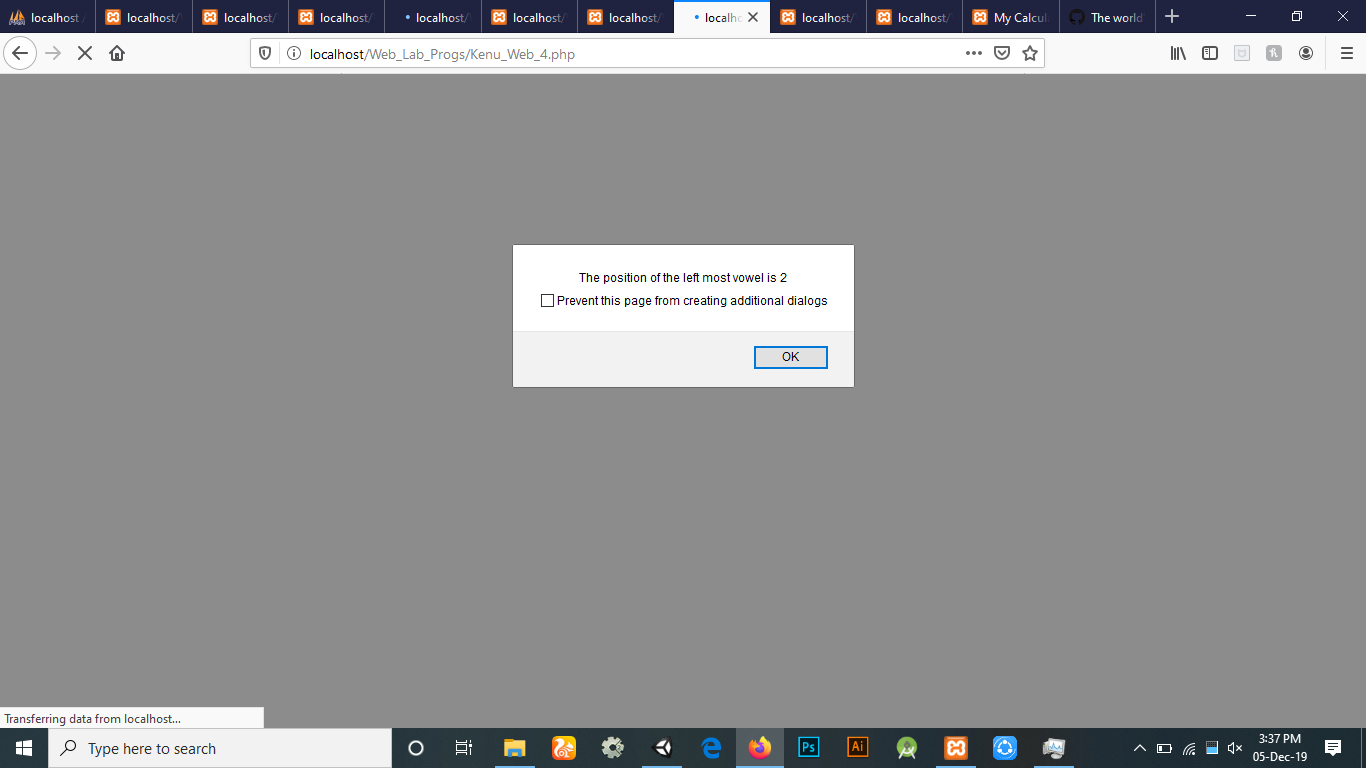 localhost localhost/ localhost/ localhost/ localhost/ localhost/ localhost/ localho localhost/ localhost/ My Calcul The world
localhost/Web_Lab_Progs/Kenu_Web_4.php
The position of the left most vowel is 2
Prevent this page from creating additional dialogs
OK
Transferring data from localhost...
Type here to search
Ps
Ai
3:37 PM
05-Dec-19